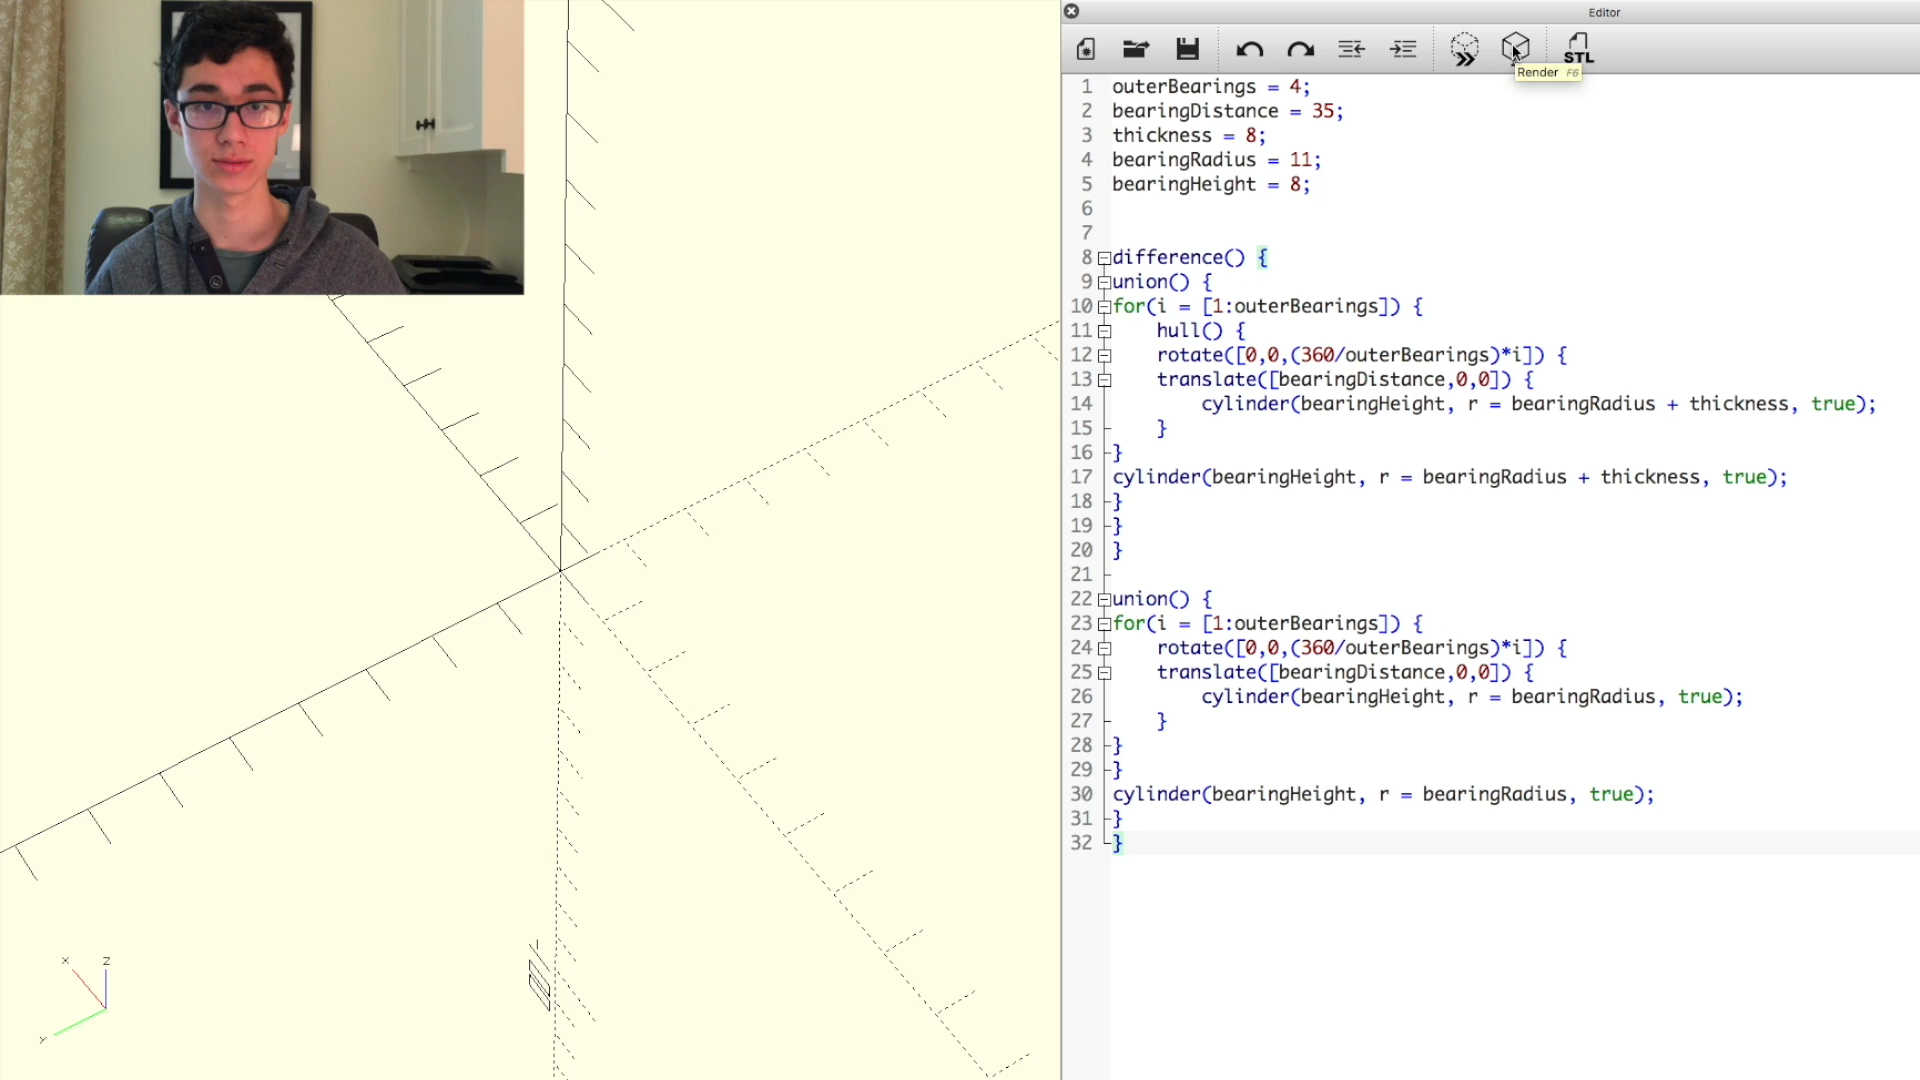 Editor
STL
Render F6
1 outerBearings = 4;
2 bearingDistance = 35;
3 thickness = 8;
4 bearingRadius = 11;
5 bearingHeight = 8;
6
7
8 difference() {
9 union() {
10 for(i = [1:outerBearings]) {
11     hull() {
12     rotate([0,0,(360/outerBearings)*i]) {
13     translate([bearingDistance,0,0]) {
14         cylinder(bearingHeight, r = bearingRadius + thickness, true);
15     }
16 }
17 cylinder(bearingHeight, r = bearingRadius + thickness, true);
18 }
19 }
20 }
21
22 union() {
23 for(i = [1:outerBearings]) {
24     rotate([0,0,(360/outerBearings)*i]) {
25     translate([bearingDistance,0,0]) {
26         cylinder(bearingHeight, r = bearingRadius, true);
27     }
28 }
29 }
30 cylinder(bearingHeight, r = bearingRadius, true);
31 }
32 }
x z
y